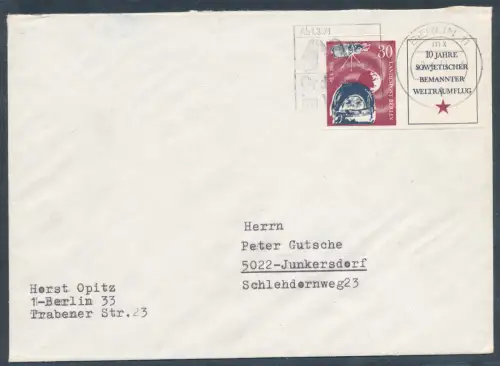 30
10 JAHRE
SOWJETISCHER
BEMANNTER
WELTRAUMFLUG
Herrn
Peter Gutsche
5022-Junkersdorf
Schlehdornweg23
Horst Opitz
1-Berlin 33
Trabener Str.23